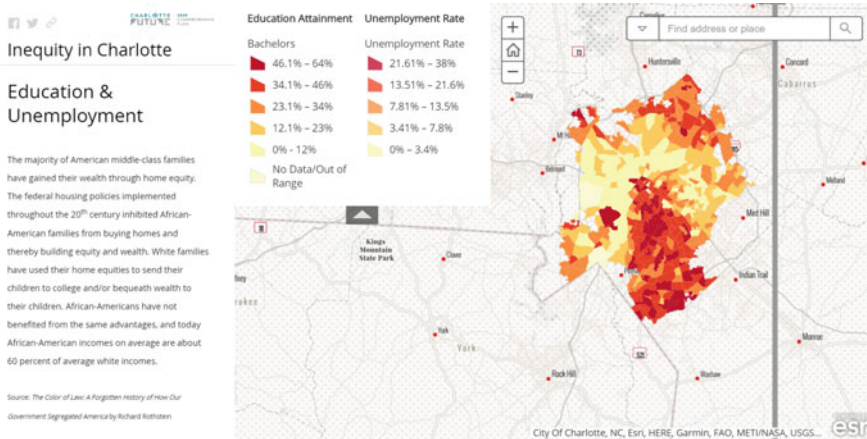 CHARLOTTE
FUTURE
2040
Inequity in Charlotte
Education &
Unemployment
The majority of American middle-class families
have gained their wealth through home equity.
The federal housing policies implemented
throughout the 20th century inhibited African-
American families from buying homes and
thereby building equity and wealth. White families
have used their home equities to send their
children to college and/or bequeath wealth to
their children. African-Americans have not
benefited from the same advantages, and today
African-American incomes on average are about
60 percent of average white incomes.
Source: The Color of Law: A Forgotten History of How Our
Government Segregated America by Richard Rothstein
Education Attainment
Bachelors
46.1% – 64%
34.1% – 46%
23.1% – 34%
12.1% – 23%
0% - 12%
No Data/Out of
Range
Unemployment Rate
Unemployment Rate
21.61% – 38%
13.51% – 21.6%
7.81% – 13.5%
3.41% – 7.8%
0% – 3.4%
Find address or place
Huntersville
Concord
Cabarrus
Stanley
Belmont
Midland
Mint Hill
Indian Trail
Kings
Mountain
State Park
Clover
York
York
Rock Hill
Waxhaw
Monroe
521
City Of Charlotte, NC, Esri, HERE, Garmin, FAO, METI/NASA, USGS...
esri